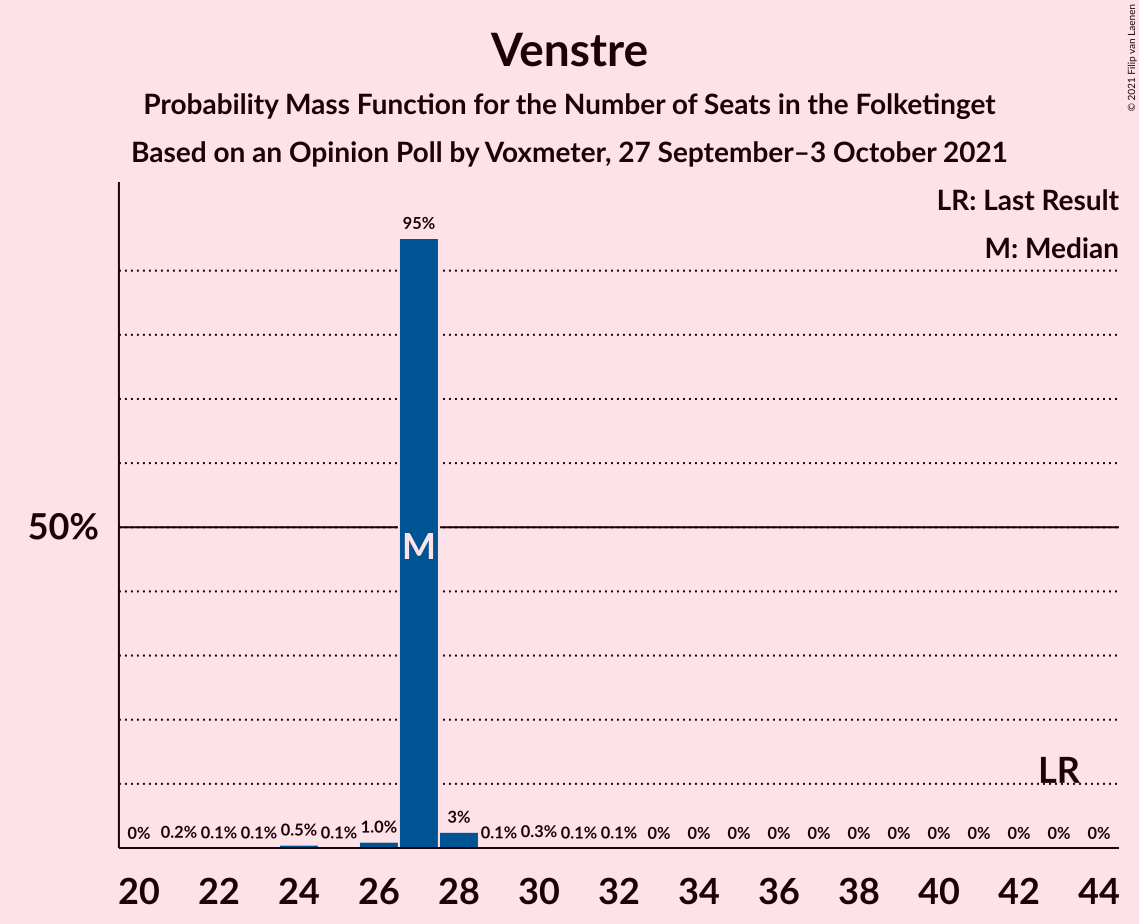 Venstre
Probability Mass Function for the Number of Seats in the Folketinget
Based on an Opinion Poll by Voxmeter, 27 September–3 October 2021
© 2021 Filip van Laenen
LR: Last Result
M: Median
95%
50%
M
LR
0% 0.2% 0.1% 0.1% 0.5% 0.1% 1.0% 3% 0.1% 0.3% 0.1% 0.1% 0% 0% 0% 0% 0% 0% 0% 0% 0% 0% 0% 0%
20 22 24 26 28 30 32 34 36 38 40 42 44